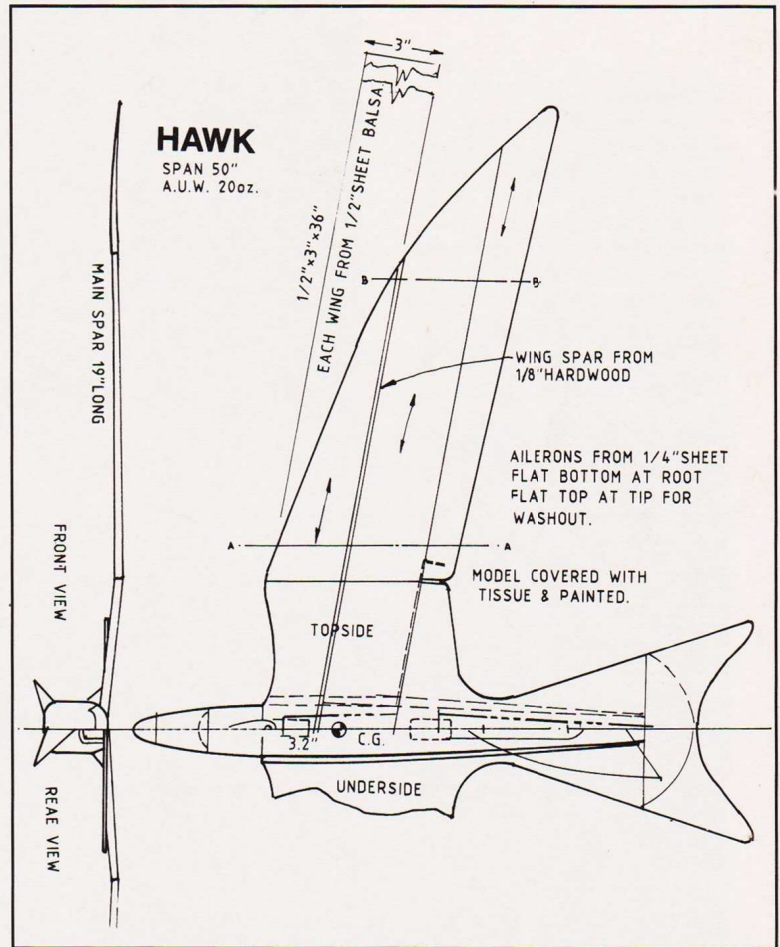 3"
HAWK
SPAN 50"
A.U.W. 20oz.
1/2"×3"×36"
EACH WING FROM 1/2"SHEET BALSA.
MAIN SPAR 19"LONG
B
B
WING SPAR FROM
1/8"HARDWOOD
AILERONS FROM 1/4"SHEET
FLAT BOTTOM AT ROOT
FLAT TOP AT TIP FOR
WASHOUT.
FRONT VIEW
A
A
MODEL COVERED WITH
TISSUE & PAINTED.
TOPSIDE
3.2"
C.G.
UNDERSIDE
REAE VIEW